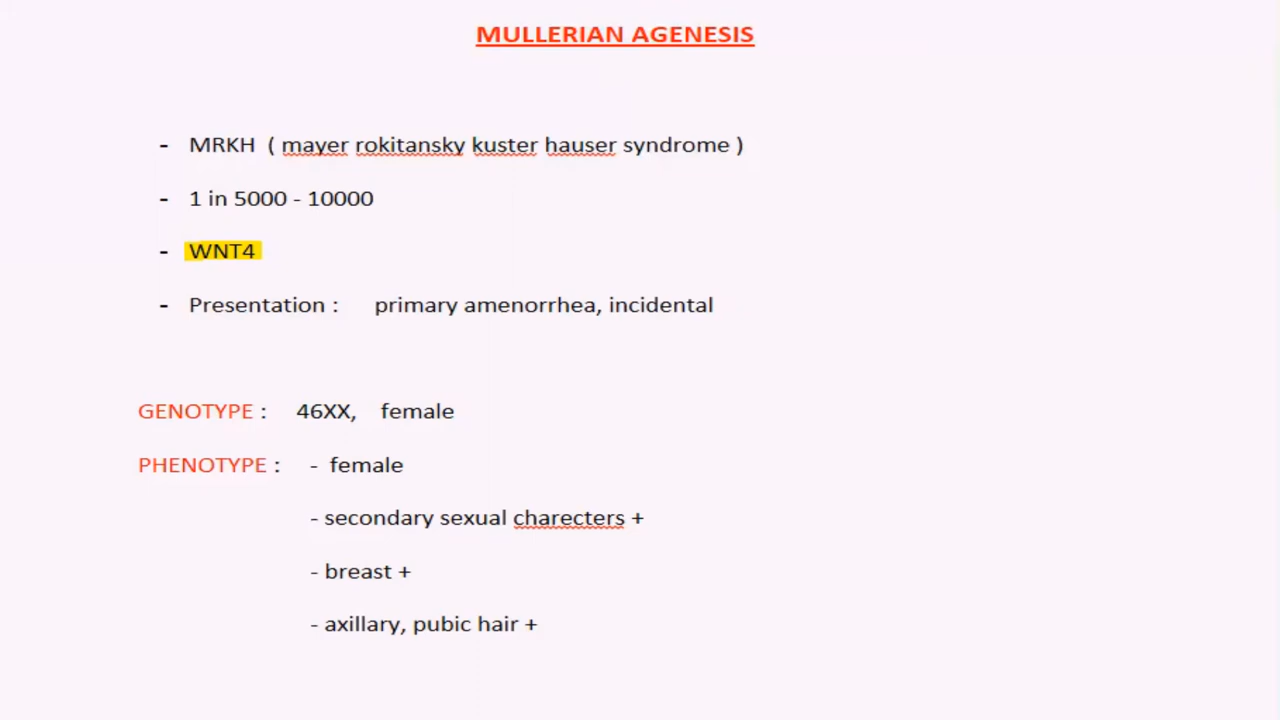 MULLERIAN AGENESIS
- MRKH ( mayer rokitansky kuster hauser syndrome )
- 1 in 5000 - 10000
- WNT4
- Presentation : primary amenorrhea, incidental
GENOTYPE : 46XX, female
PHENOTYPE : - female
- secondary sexual charecters +
- breast +
- axillary, pubic hair +